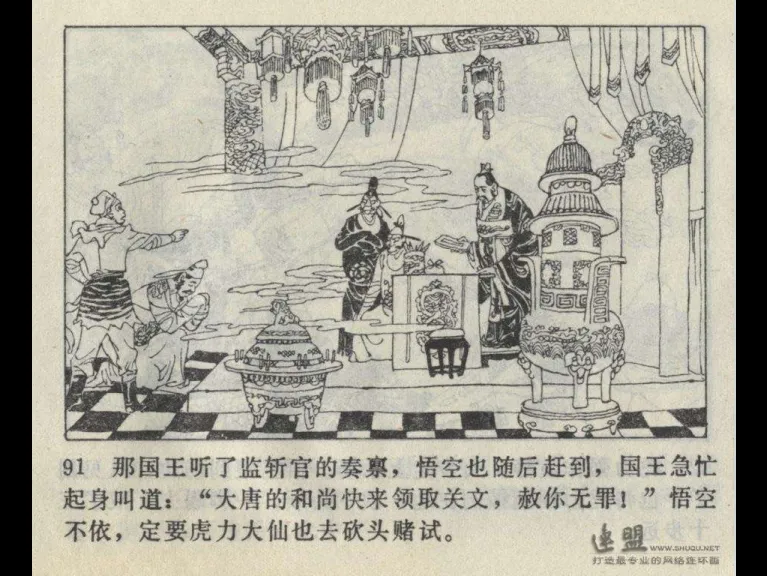 91 那国王听了监斩官的奏禀，悟空也随后赶到，国王急忙
起身叫道：“大唐的和尚快来领取关文，赦你无罪！”悟空
不依，定要虎力大仙也去砍头赌试。
连盟 WWW.SHUQU.NET
打造最专业的网络连环画